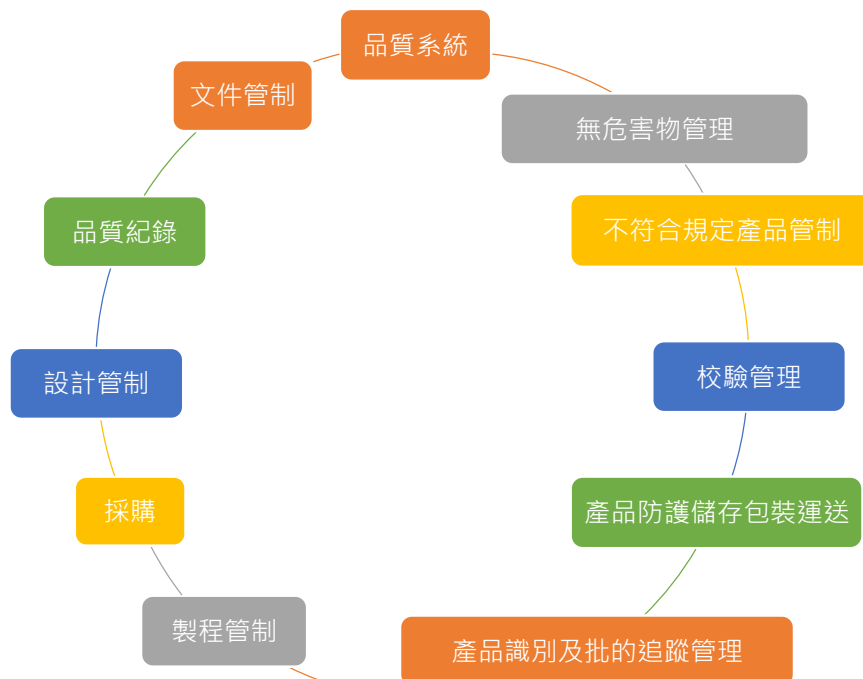 品質系統
無危害物管理
不符合規定產品管制
校驗管理
產品防護儲存包裝運送
產品識別及批的追蹤管理
製程管制
採購
設計管制
品質紀錄
文件管制